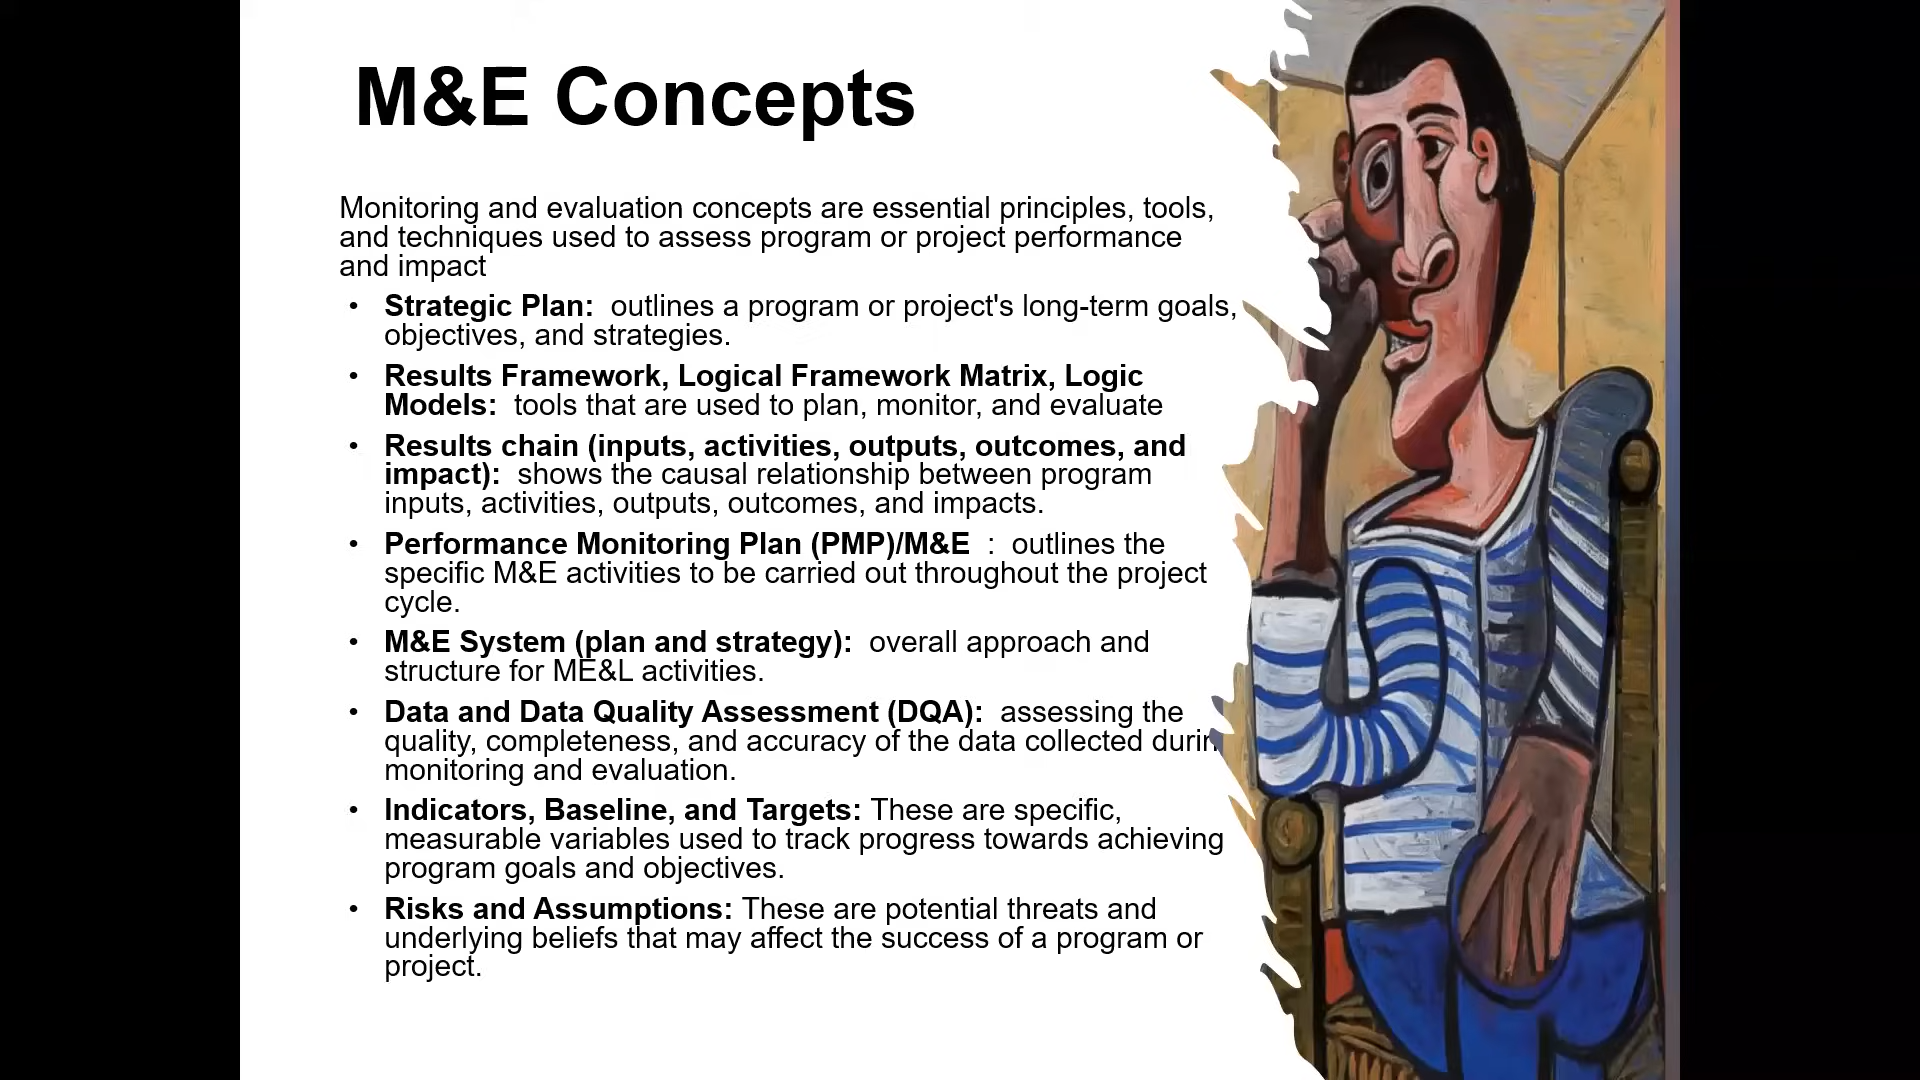 M&E Concepts
Monitoring and evaluation concepts are essential principles, tools,
and techniques used to assess program or project performance
and impact
• Strategic Plan: outlines a program or project's long-term goals,
objectives, and strategies.
• Results Framework, Logical Framework Matrix, Logic
Models: tools that are used to plan, monitor, and evaluate
• Results chain (inputs, activities, outputs, outcomes, and
impact): shows the causal relationship between program
inputs, activities, outputs, outcomes, and impacts.
• Performance Monitoring Plan (PMP)/M&E : outlines the
specific M&E activities to be carried out throughout the project
cycle.
• M&E System (plan and strategy): overall approach and
structure for ME&L activities.
• Data and Data Quality Assessment (DQA): assessing the
quality, completeness, and accuracy of the data collected durin
monitoring and evaluation.
• Indicators, Baseline, and Targets: These are specific,
measurable variables used to track progress towards achieving
program goals and objectives.
• Risks and Assumptions: These are potential threats and
underlying beliefs that may affect the success of a program or
project.